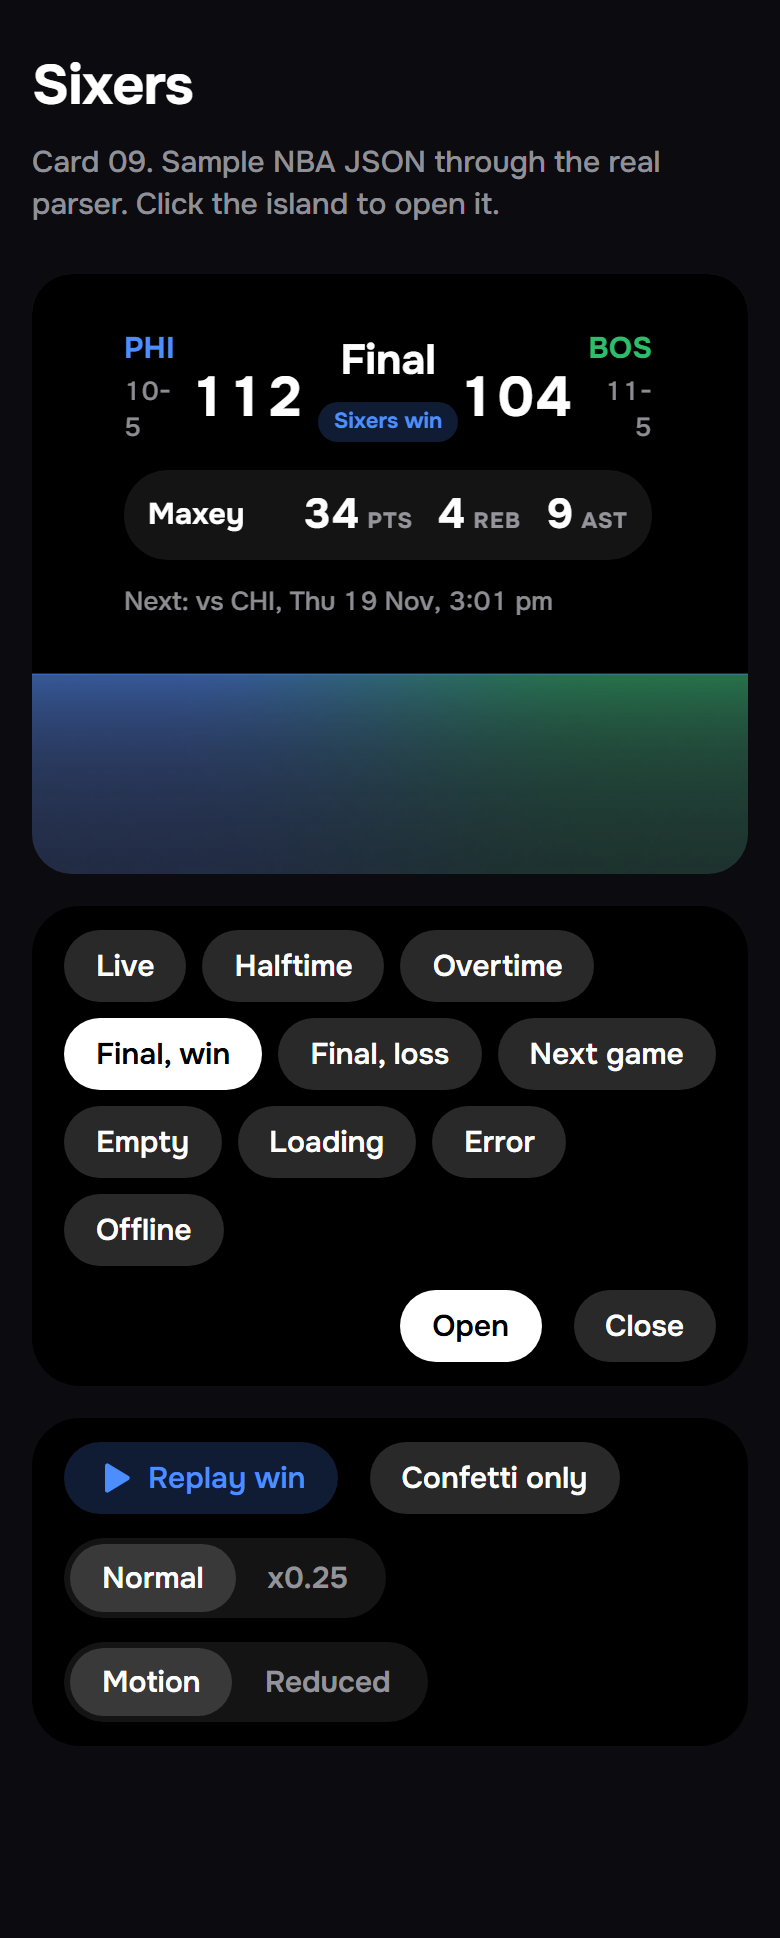 Sixers
Card 09. Sample NBA JSON through the real
parser. Click the island to open it.
PHI
10-
5
112
Final
Sixers win
104
BOS
11-
5
Maxey 34 PTS 4 REB 9 AST
Next: vs CHI, Thu 19 Nov, 3:01 pm
Live Halftime Overtime
Final, win Final, loss Next game
Empty Loading Error
Offline
Open Close
Replay win Confetti only
Normal x0.25
Motion Reduced